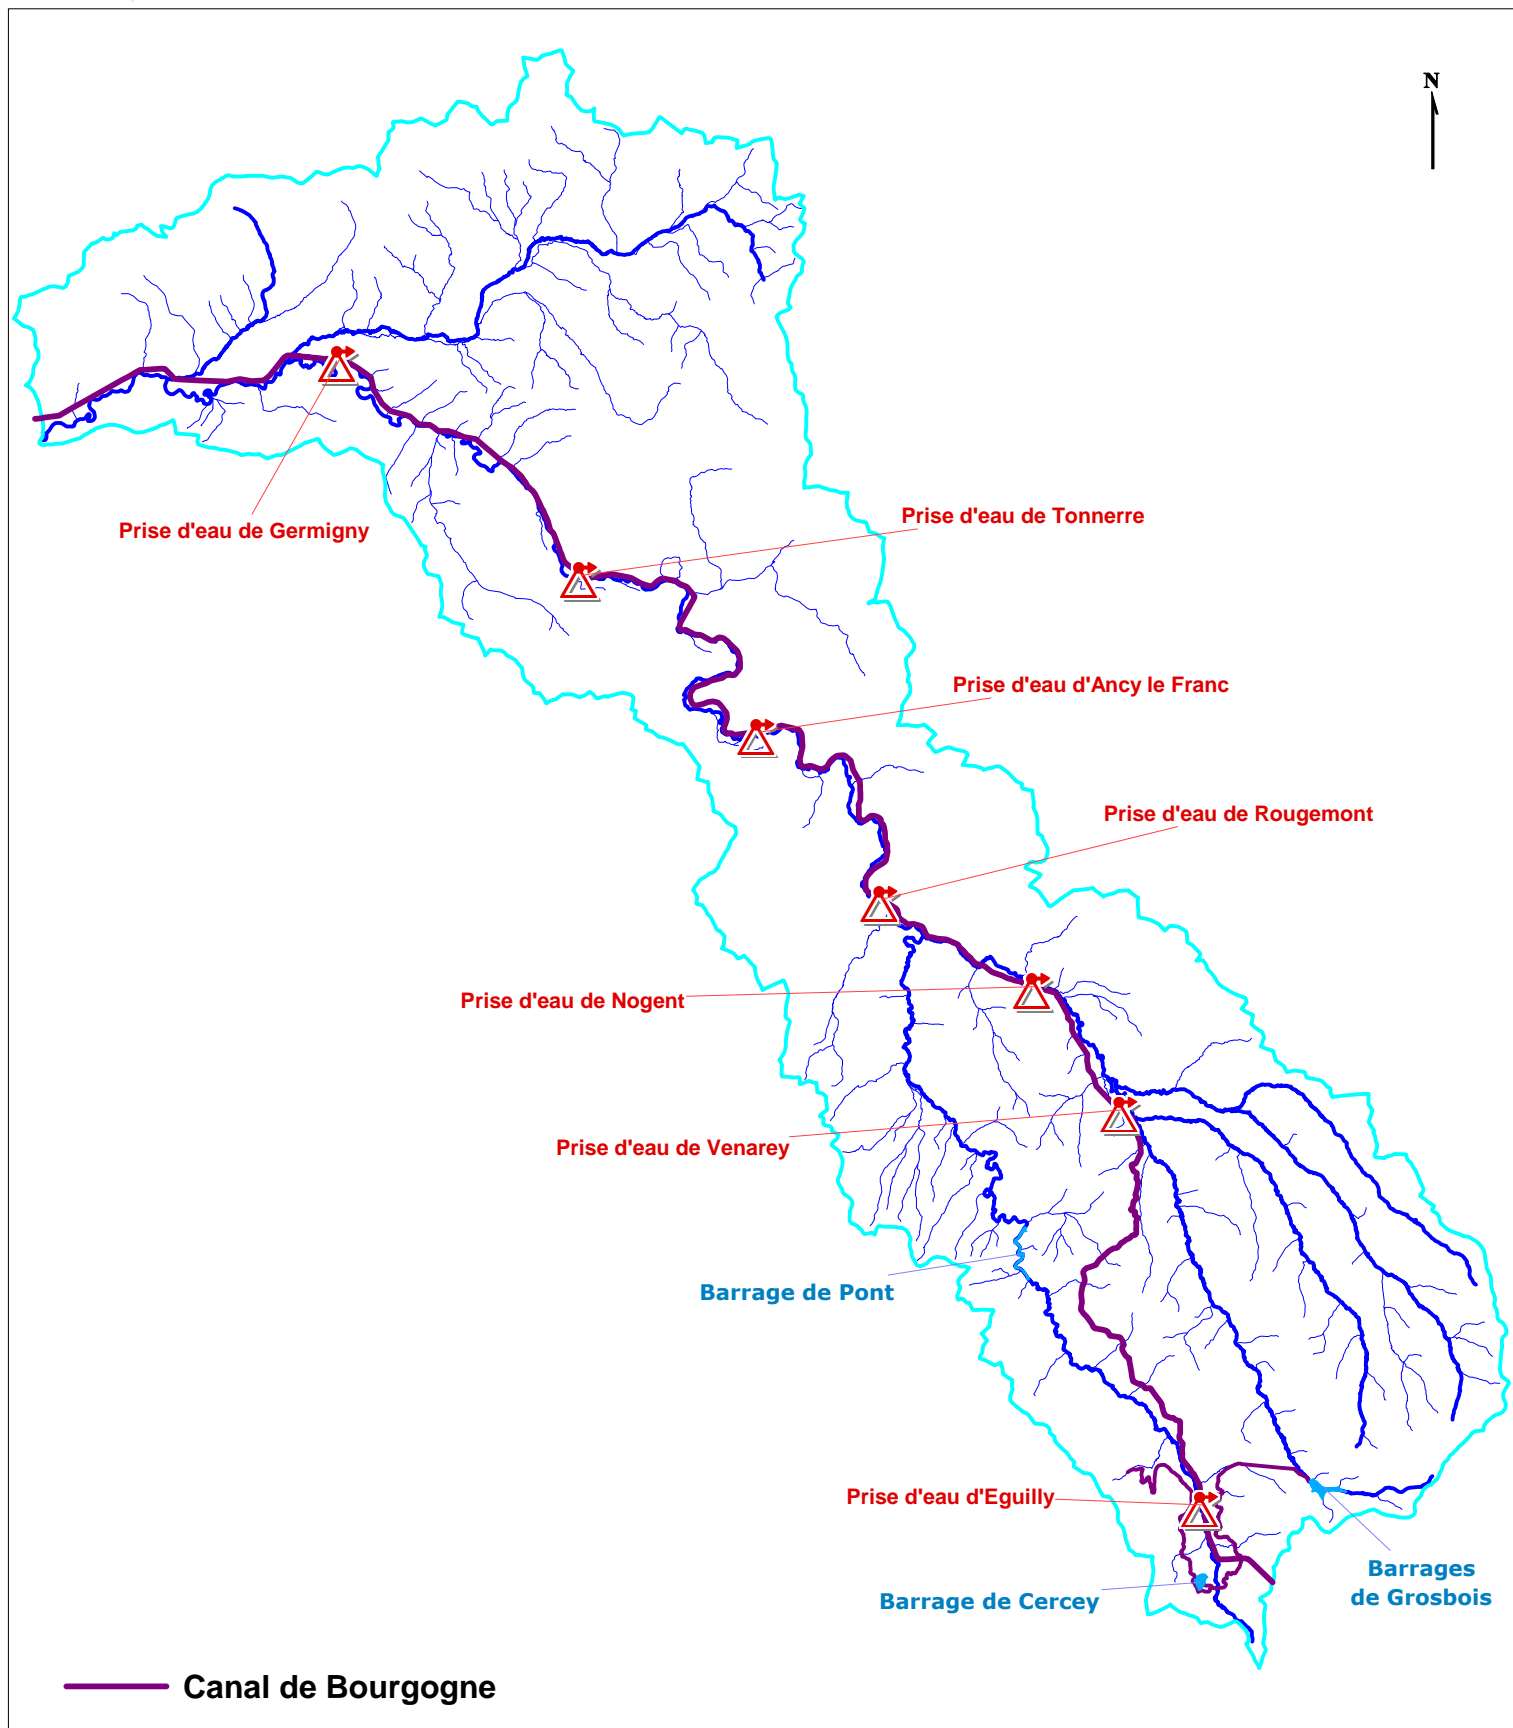 N
Prise d'eau de Germigny
Prise d'eau de Tonnerre
Prise d'eau d'Ancy le Franc
Prise d'eau de Rougemont
Prise d'eau de Nogent
Prise d'eau de Venarey
Barrage de Pont
Prise d'eau d'Eguilly
Barrages
de Grosbois
Barrage de Cercey
Canal de Bourgogne